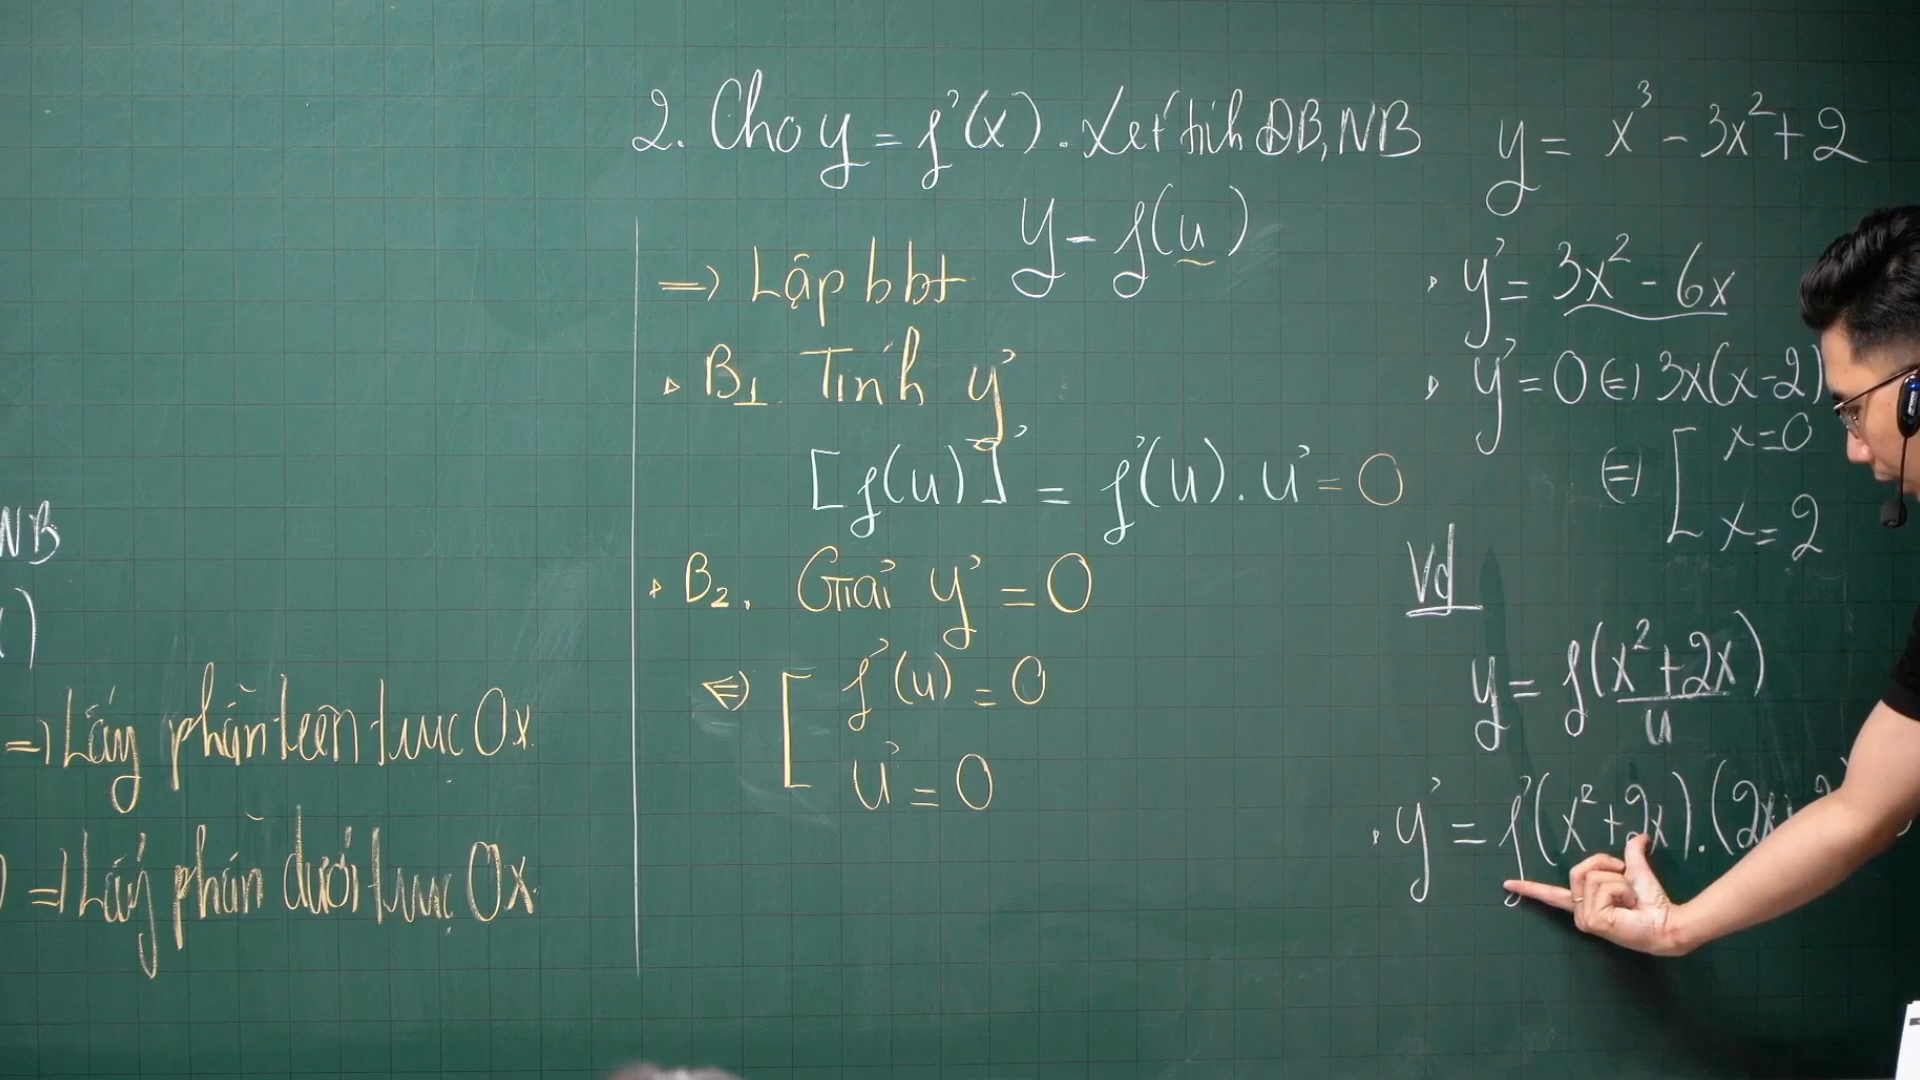 NB
)
=) Lấy phần trên trục Ox
) =) Lấy phần dưới trục Ox
2. Cho y = f'(x). Xét tính ĐB, NB
y = f(u)
=> Lập bbt
B1. Tính y'
[f(u)]' = f'(u). u' = 0
B2. Giải y' = 0
<=> [ f'(u) = 0
u' = 0
y = x³ - 3x² + 2
y' = 3x² - 6x
y' = 0 (=) 3x(x-2)
(=) [ x = 0
x = 2
Vd
y = f(x² + 2x)
u
y' = f'(x² + 2x). (2x + 2